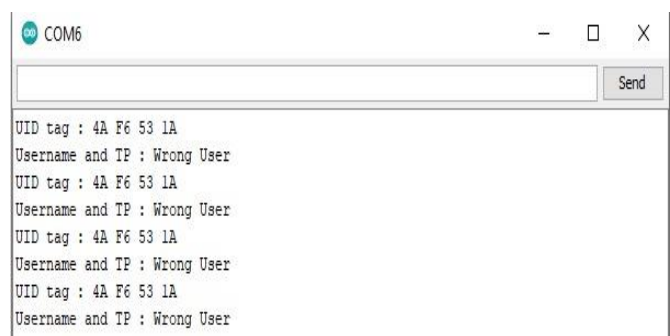 COM6
Send
UID tag : 4A F6 53 1A
Username and TP : Wrong User
UID tag : 4A F6 53 1A
Username and TP : Wrong User
UID tag : 4A F6 53 1A
Username and TP : Wrong User
UID tag : 4A F6 53 1A
Username and TP : Wrong User